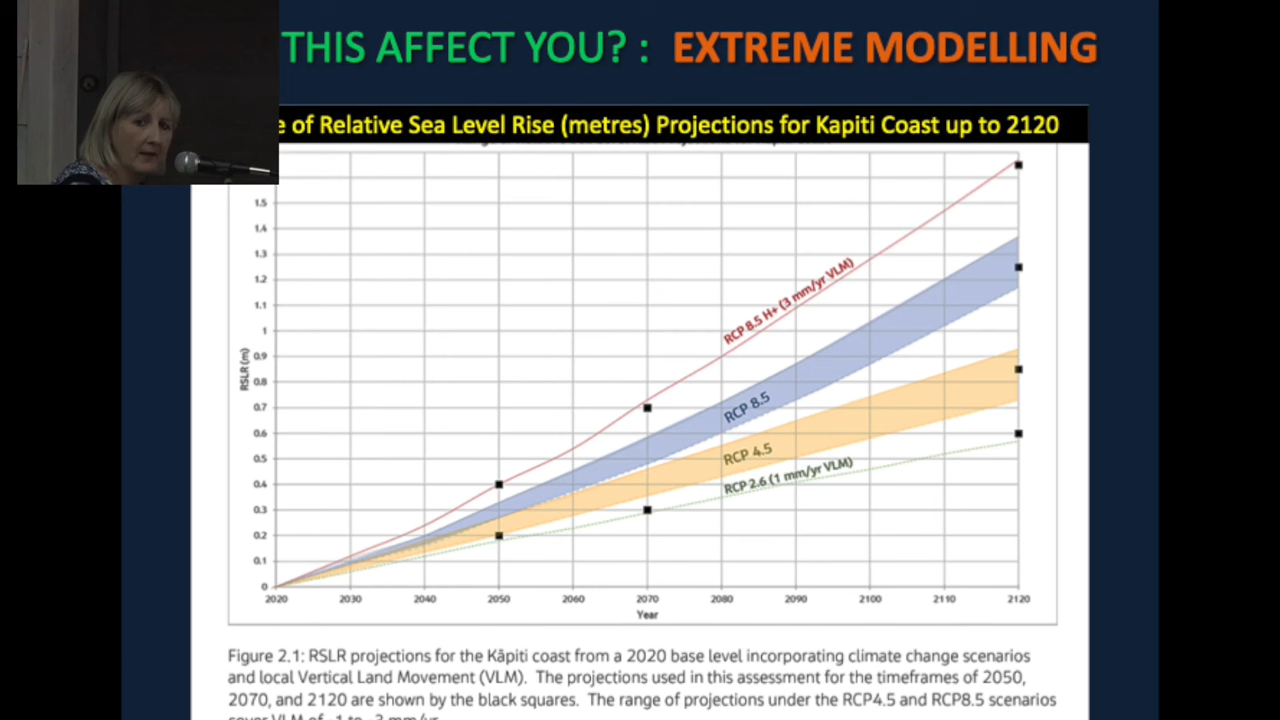 THIS AFFECT YOU? : EXTREME MODELLING
e of Relative Sea Level Rise (metres) Projections for Kapiti Coast up to 2120
1.5
1.4
1.3
1.2
1.1
1
0.9
0.8
0.7
0.6
0.5
0.4
0.3
0.2
0.1
0
RSLR (m)
RCP 8.5 H+ (3 mm/yr VLM)
RCP 8.5
RCP 4.5
RCP 2.6 (1 mm/yr VLM)
2020 2030 2040 2050 2060 2070 2080 2090 2100 2110 2120
Year
Figure 2.1: RSLR projections for the Kāpiti coast from a 2020 base level incorporating climate change scenarios
and local Vertical Land Movement (VLM). The projections used in this assessment for the timeframes of 2050,
2070, and 2120 are shown by the black squares. The range of projections under the RCP4.5 and RCP8.5 scenarios